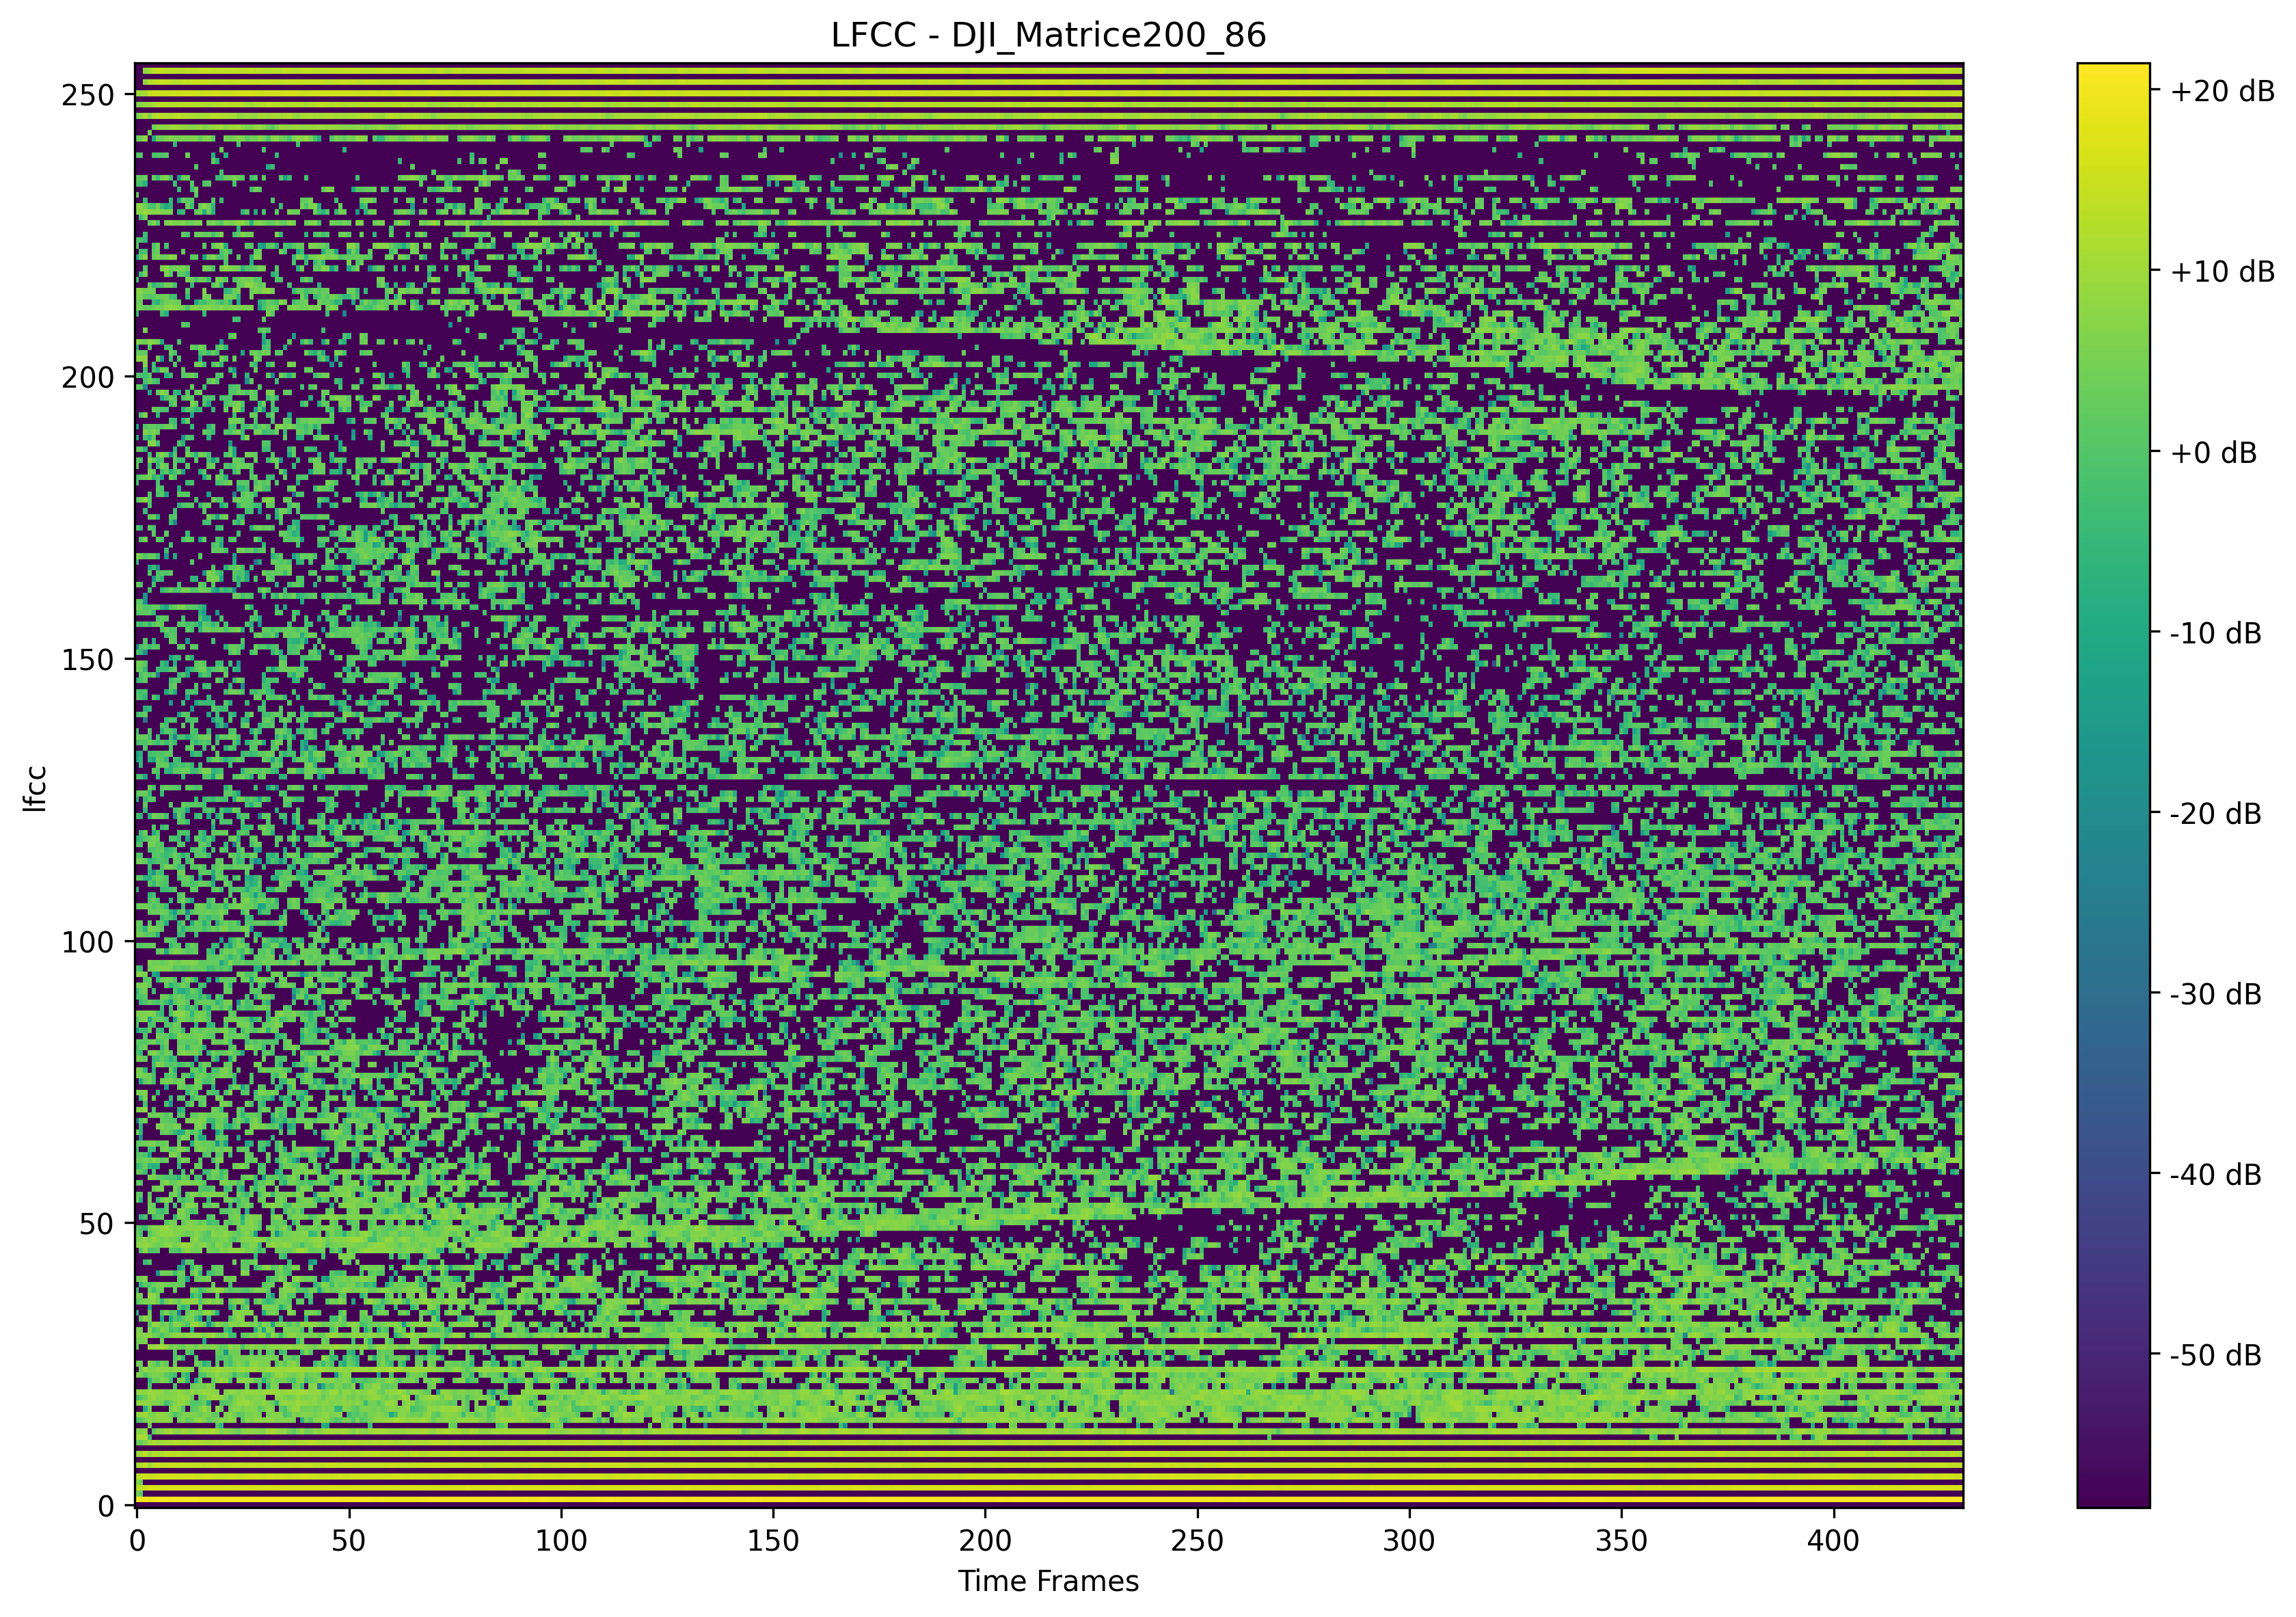 LFCC - DJI_Matrice200_86
250
200
150
100
50
0
lfcc
0 50 100 150 200 250 300 350 400
Time Frames
+20 dB
+10 dB
+0 dB
-10 dB
-20 dB
-30 dB
-40 dB
-50 dB